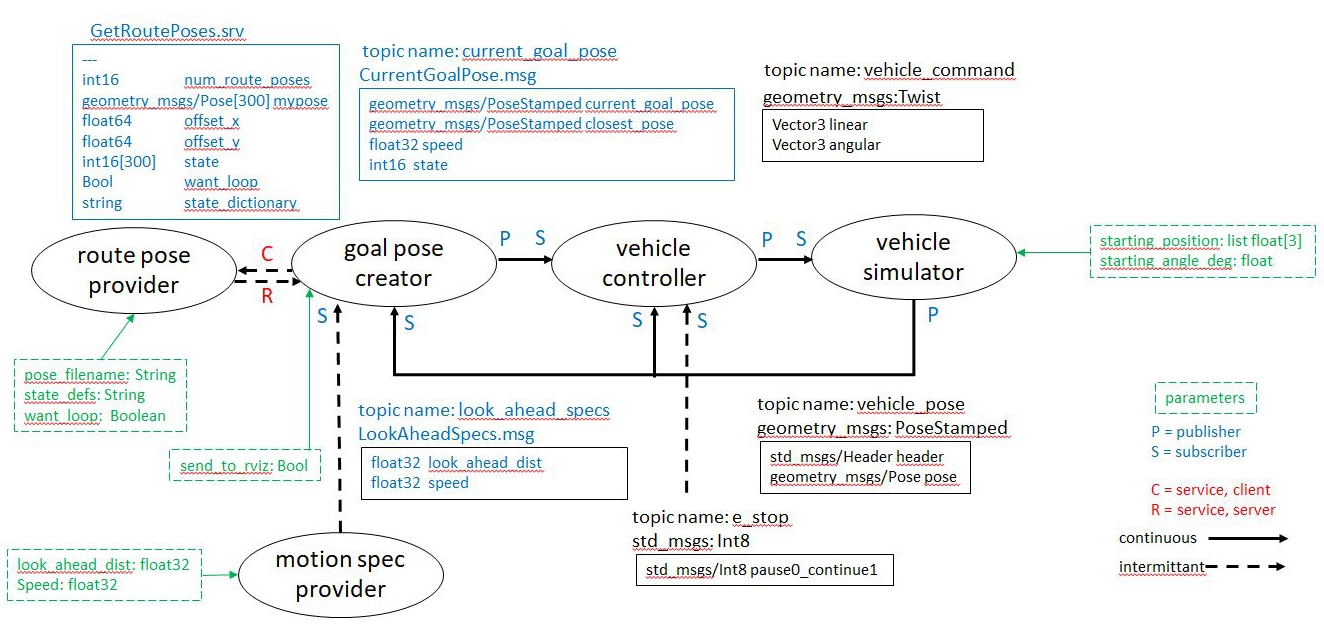 GetRoutePoses.srv
---
int16 num_route_poses
geometry_msgs/Pose[300] mypose
float64 offset_x
float64 offset_y
int16[300] state
Bool want_loop
string state_dictionary
topic name: current_goal_pose
CurrentGoalPose.msg
geometry_msgs/PoseStamped current_goal_pose
geometry_msgs/PoseStamped closest_pose
float32 speed
int16 state
topic name: vehicle_command
geometry_msgs:Twist
Vector3 linear
Vector3 angular
route pose
provider
C
R
goal pose
creator
P S
vehicle
controller
P S
vehicle
simulator
starting_position: list float[3]
starting_angle_deg: float
S
S
S
S
P
pose_filename: String
state_defs: String
want_loop: Boolean
send_to_rviz: Bool
topic name: look_ahead_specs
LookAheadSpecs.msg
float32 look_ahead_dist
float32 speed
topic name: vehicle_pose
geometry_msgs: PoseStamped
std_msgs/Header header
geometry_msgs/Pose pose
topic name: e_stop
std_msgs: Int8
std_msgs/Int8 pause0_continue1
look_ahead_dist: float32
Speed: float32
motion spec
provider
parameters
P = publisher
S = subscriber
C = service, client
R = service, server
continuous
intermittant